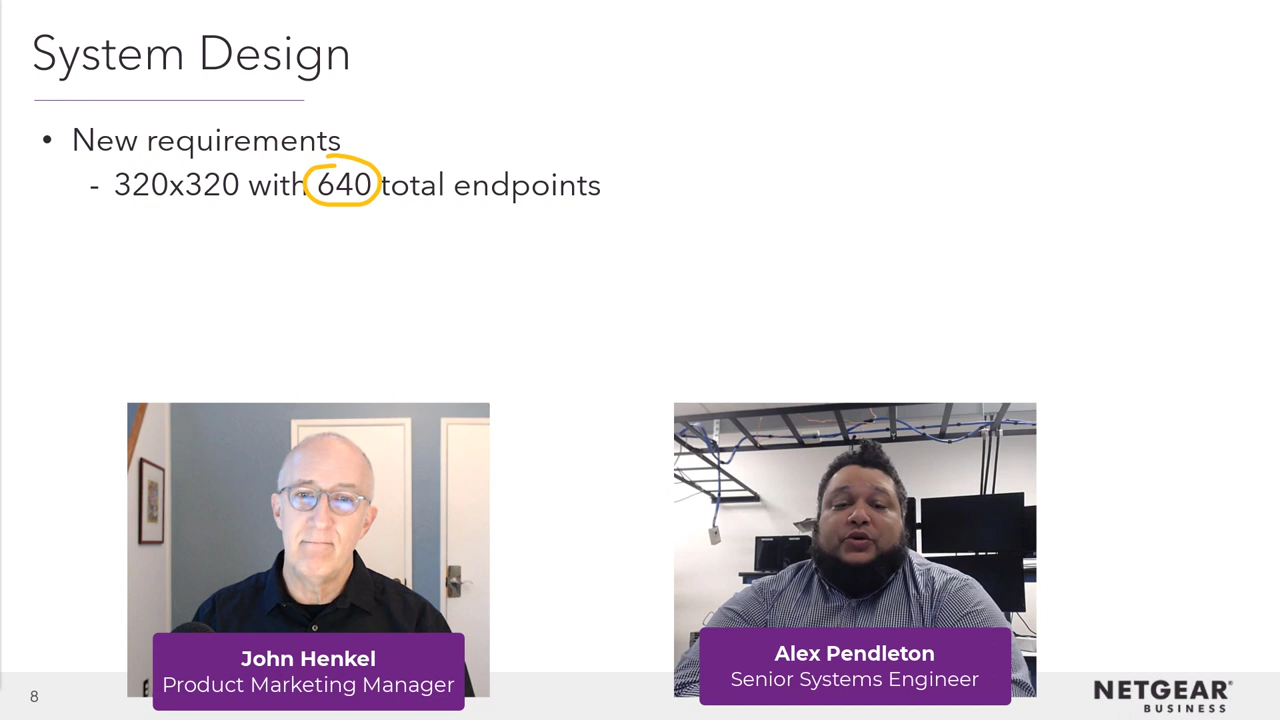 System Design
• New requirements
- 320x320 with 640 total endpoints
John Henkel
Product Marketing Manager
Alex Pendleton
Senior Systems Engineer
8
NETGEAR®
BUSINESS